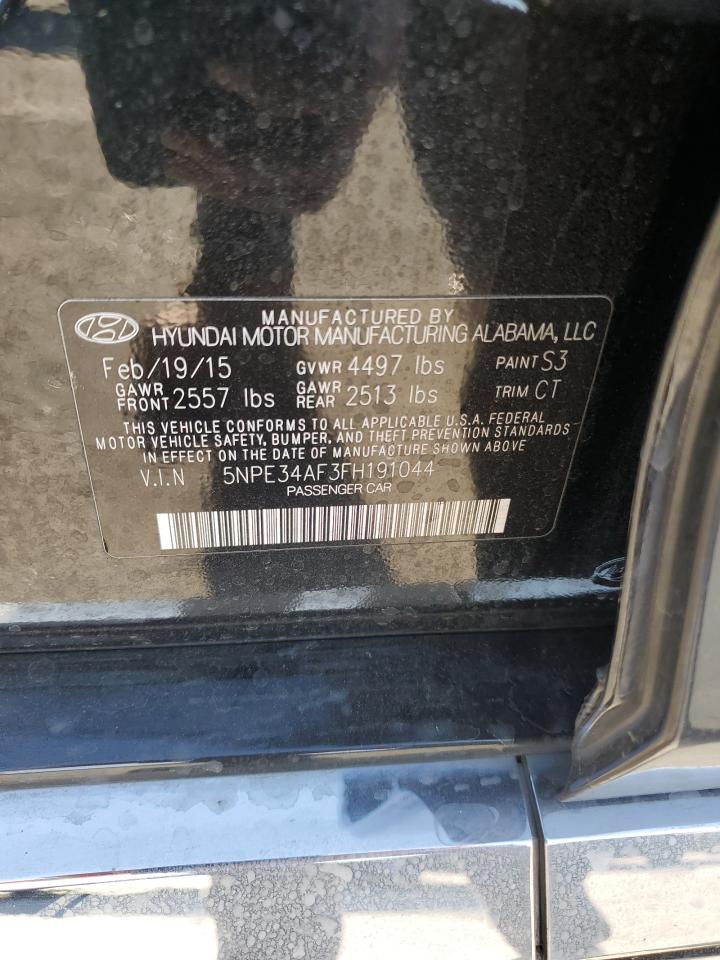 MANUFACTURED BY
HYUNDAI MOTOR MANUFACTURING ALABAMA, LLC
Feb/19/15 GVWR 4497 lbs PAINT S3
GAWR FRONT 2557 lbs GAWR REAR 2513 lbs TRIM CT
THIS VEHICLE CONFORMS TO ALL APPLICABLE U.S.A. FEDERAL
MOTOR VEHICLE SAFETY, BUMPER, AND THEFT PREVENTION STANDARDS
IN EFFECT ON THE DATE OF MANUFACTURE SHOWN ABOVE
V.I.N 5NPE34AF3FH191044
PASSENGER CAR